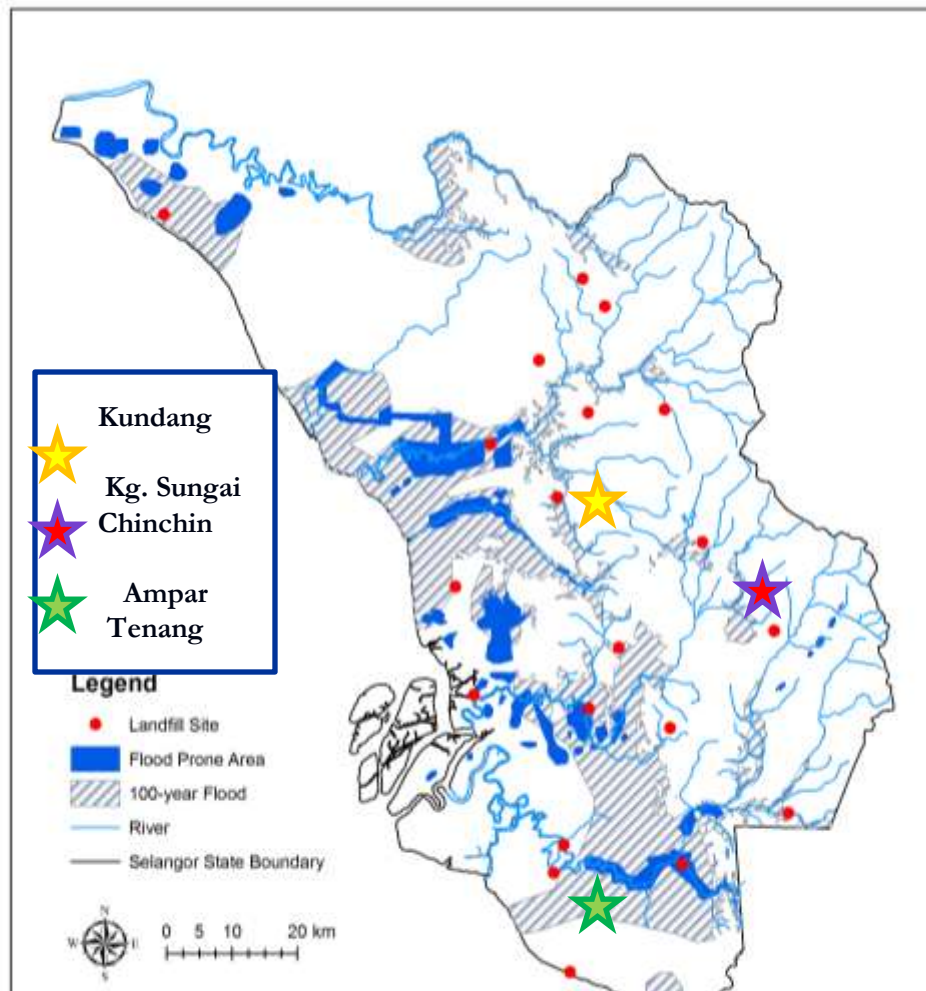 Kundang
Kg. Sungai
Chinchin
Ampar
Tenang
Legend
Landfill Site
Flood Prone Area
100-year Flood
River
Selangor State Boundary
N
W E
S
0 5 10 20 km